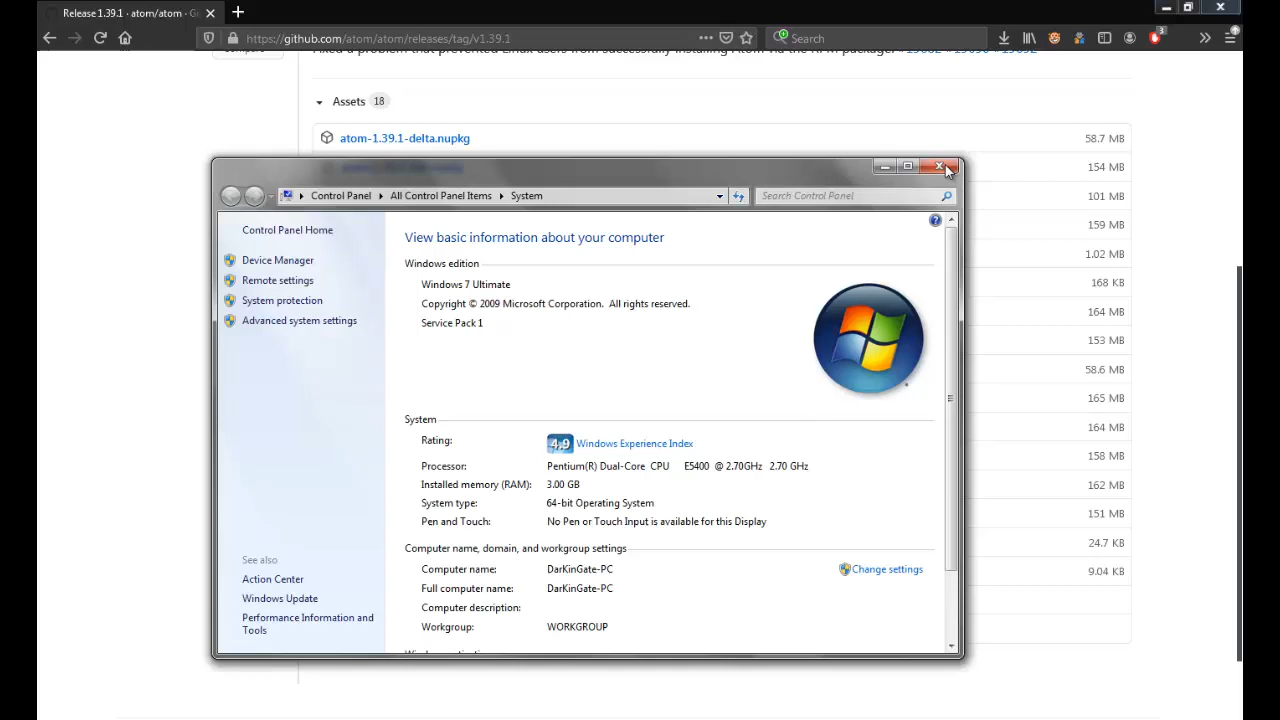 Release 1.39.1 · atom/atom · G
https://github.com/atom/atom/releases/tag/v1.39.1
Search
3
Assets 18
atom-1.39.1-delta.nupkg 58.7 MB
154 MB
Control Panel All Control Panel Items System
Search Control Panel
101 MB
159 MB
1.02 MB
168 KB
164 MB
153 MB
58.6 MB
165 MB
164 MB
158 MB
162 MB
151 MB
24.7 KB
9.04 KB
Control Panel Home
Device Manager
Remote settings
System protection
Advanced system settings
See also
Action Center
Windows Update
Performance Information and
Tools
View basic information about your computer
Windows edition
Windows 7 Ultimate
Copyright © 2009 Microsoft Corporation. All rights reserved.
Service Pack 1
System
Rating: 4.9 Windows Experience Index
Processor: Pentium(R) Dual-Core CPU E5400 @ 2.70GHz 2.70 GHz
Installed memory (RAM): 3.00 GB
System type: 64-bit Operating System
Pen and Touch: No Pen or Touch Input is available for this Display
Computer name, domain, and workgroup settings
Computer name: DarKinGate-PC
Change settings
Full computer name: DarKinGate-PC
Computer description:
Workgroup: WORKGROUP